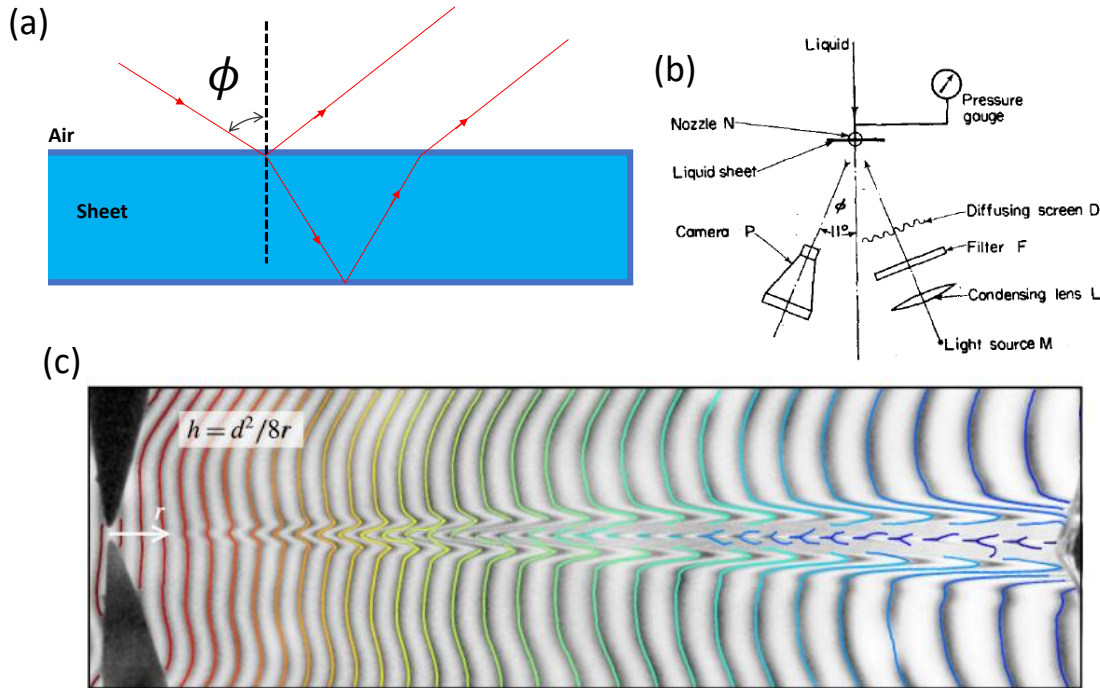 (a)
ϕ
Air
Sheet
(b)
Liquid
Pressure
gauge
Nozzle N
Liquid sheet
ϕ
11°
Camera P
Diffusing screen D
Filter F
Condensing lens L
Light source M
(c)
h = d²/8r
r